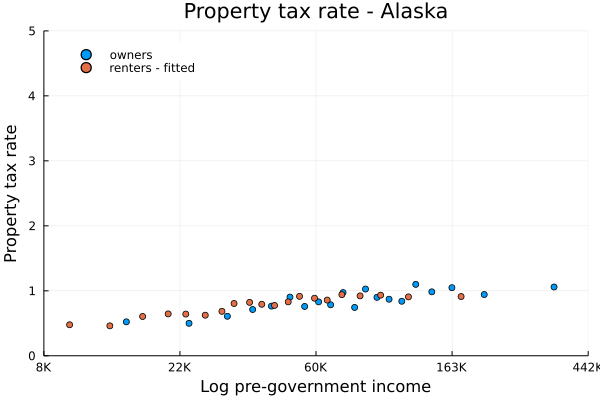 Property tax rate - Alaska
5
4
3
2
1
0
Property tax rate
owners
renters - fitted
8K 22K 60K 163K 442K
Log pre-government income